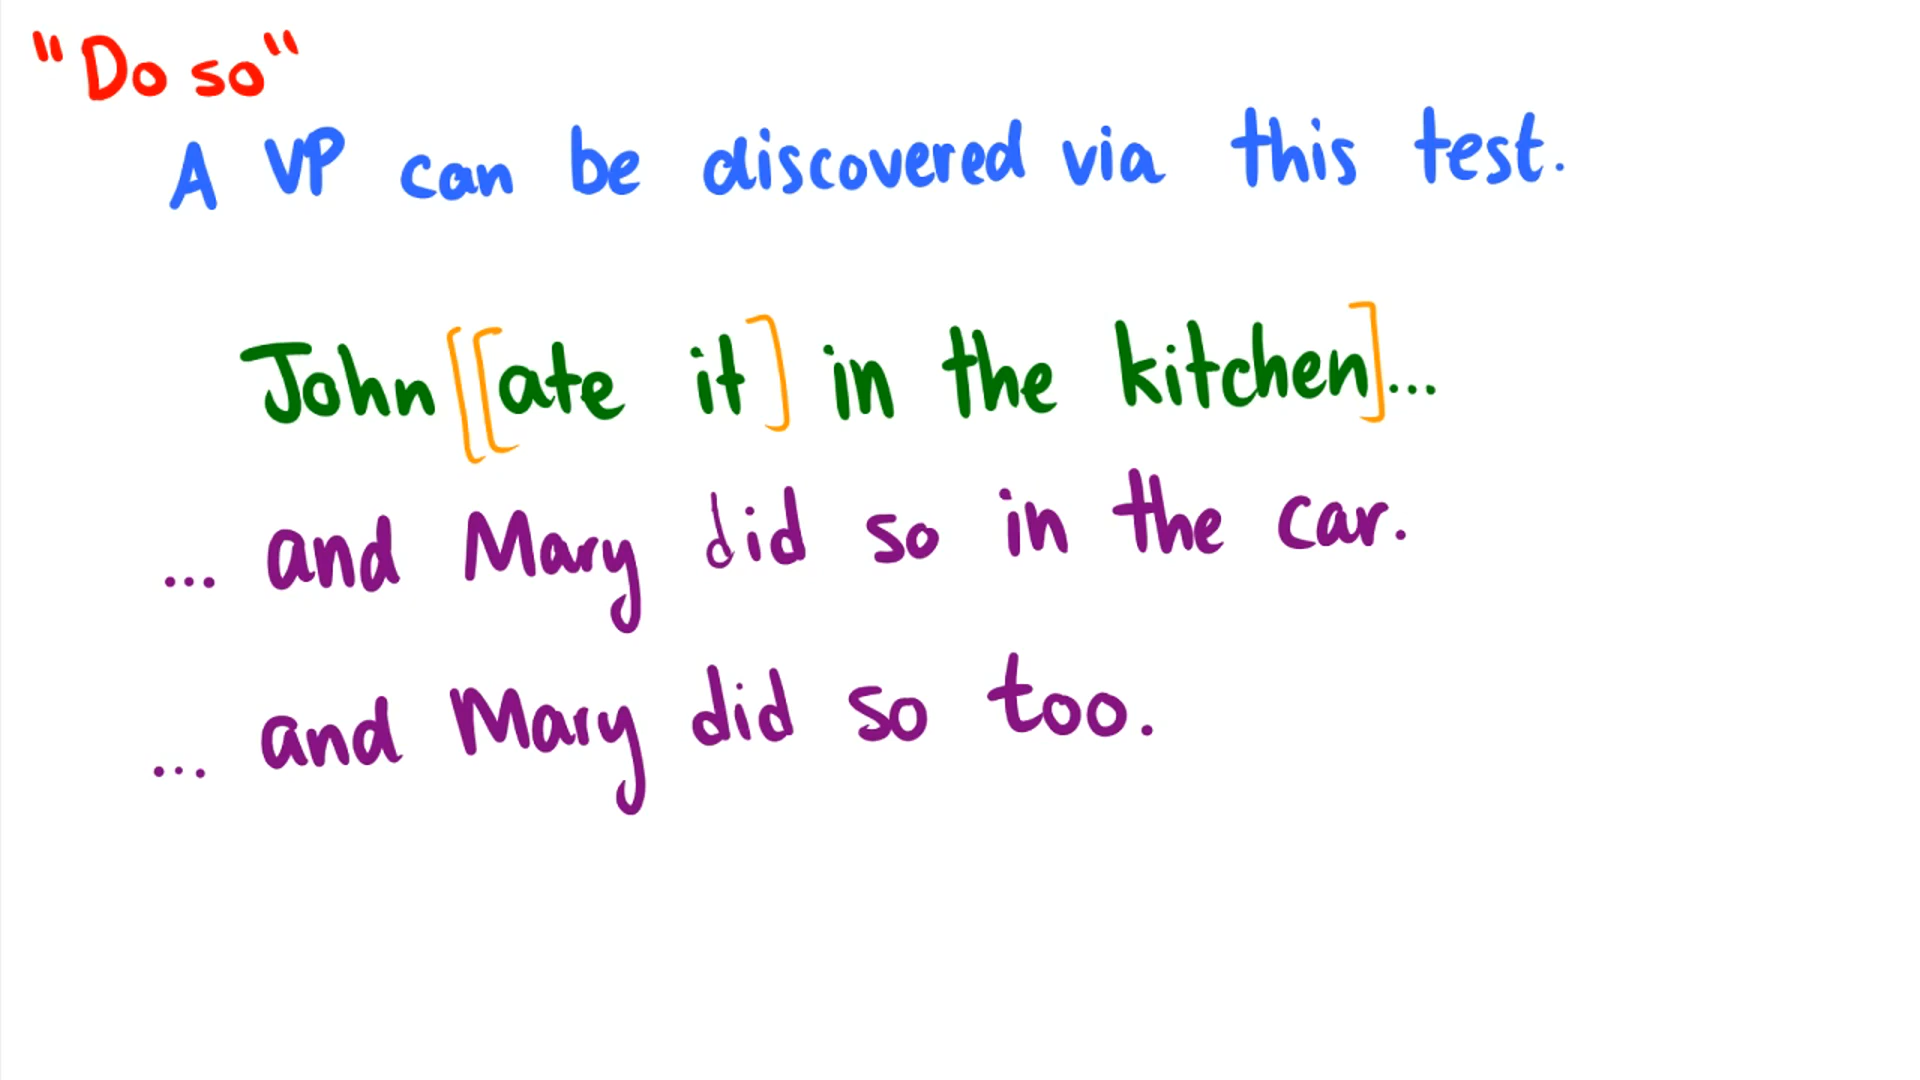 "Do so"
A VP can be discovered via this test.
John [[ate it] in the kitchen]...
... and Mary did so in the car.
... and Mary did so too.